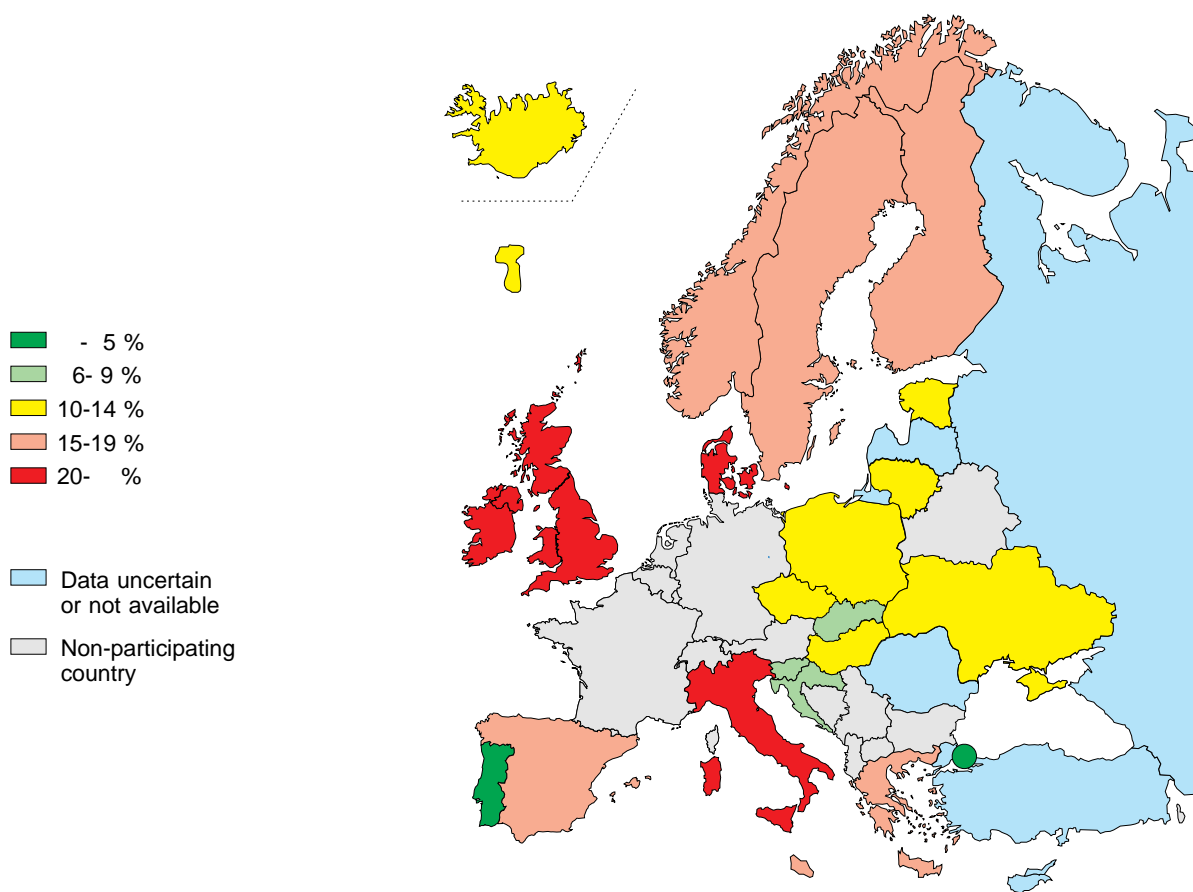 - 5 %
6- 9 %
10-14 %
15-19 %
20- %
Data uncertain
or not available
Non-participating
country